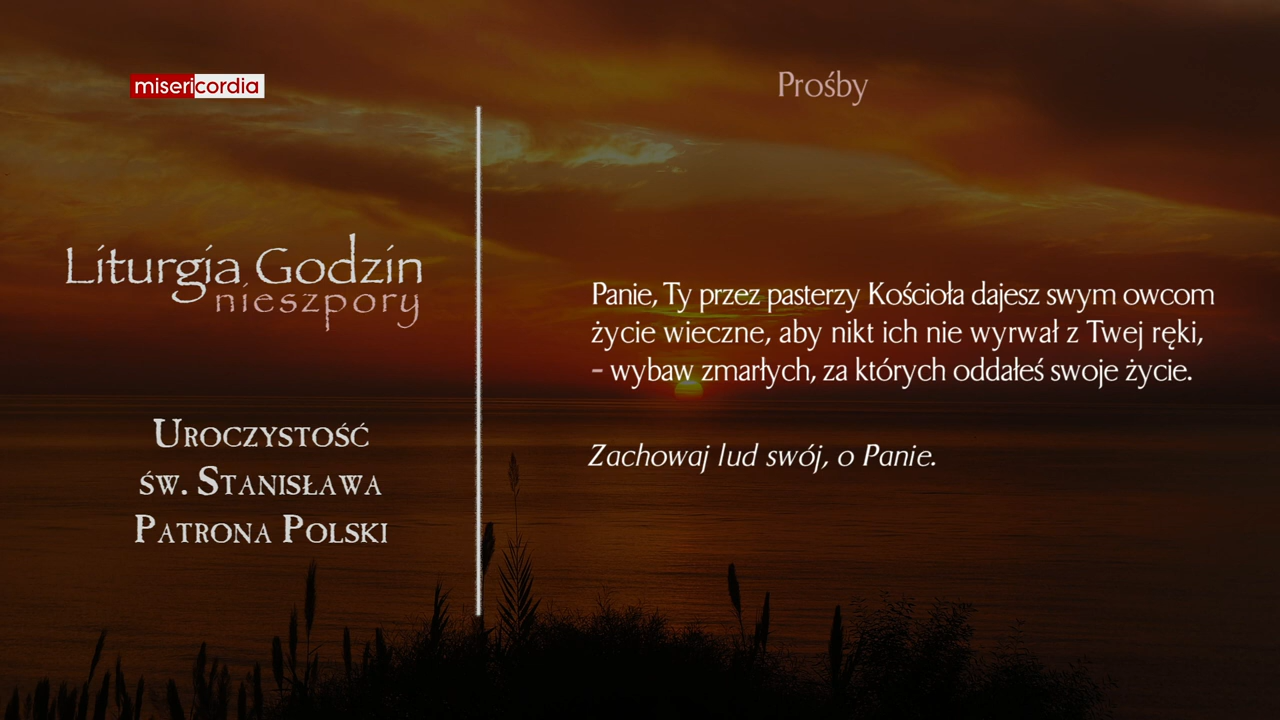 misericordia
Liturgia Godzin
nieszpory
Uroczystość
św. Stanisława
Patrona Polski
Prośby
Panie, Ty przez pasterzy Kościoła dajesz swym owcom
życie wieczne, aby nikt ich nie wyrwał z Twej ręki,
- wybaw zmarłych, za których oddałeś swoje życie.
Zachowaj lud swój, o Panie.